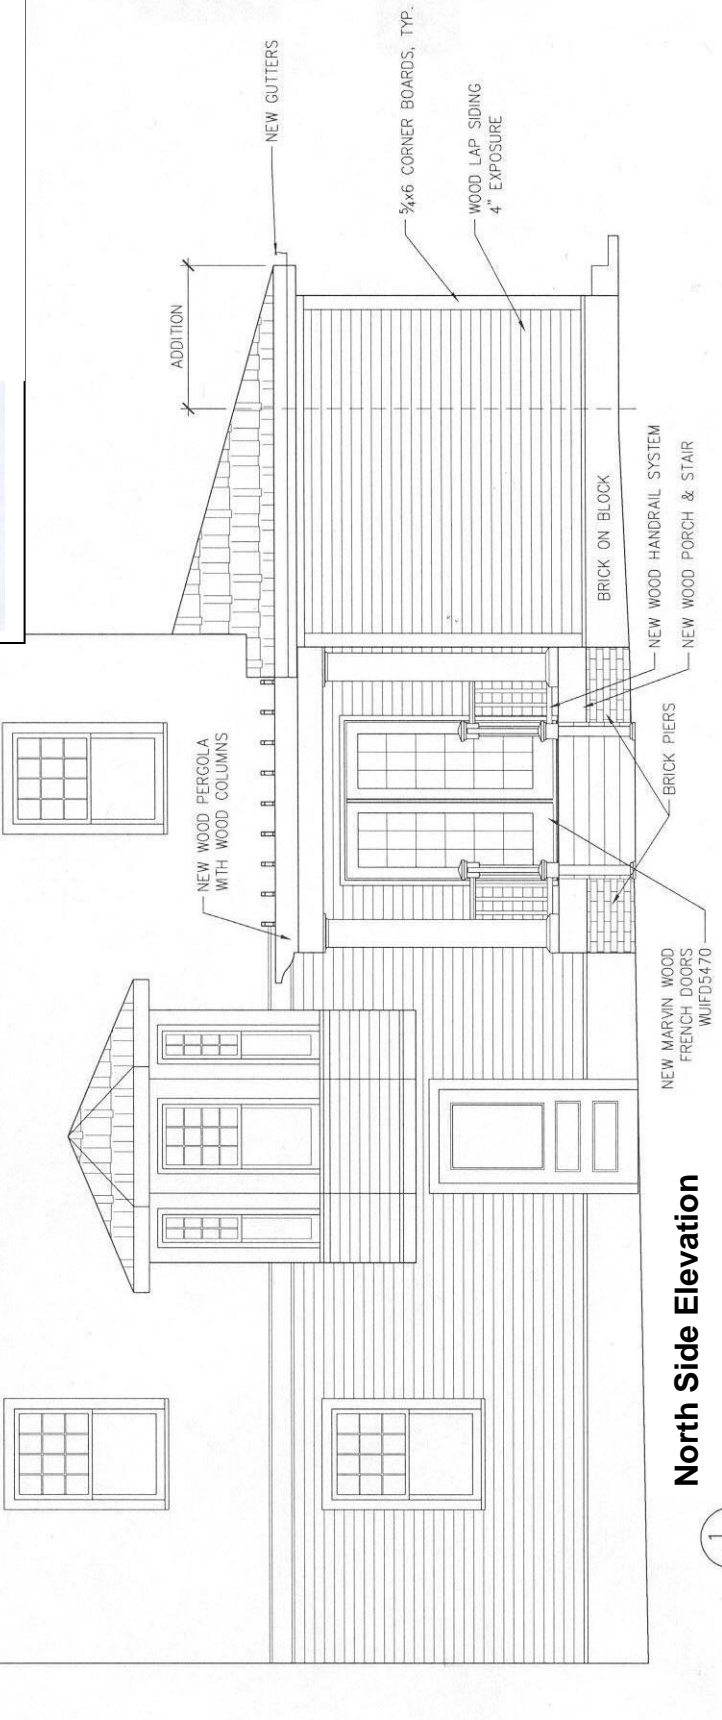 ADDITION
NEW GUTTERS
5/4x6 CORNER BOARDS, TYP.
WOOD LAP SIDING
4" EXPOSURE
NEW WOOD PERGOLA
WITH WOOD COLUMNS
BRICK ON BLOCK
NEW WOOD HANDRAIL SYSTEM
NEW WOOD PORCH & STAIR
BRICK PIERS
NEW MARVIN WOOD
FRENCH DOORS
WUIFD5470
North Side Elevation
1